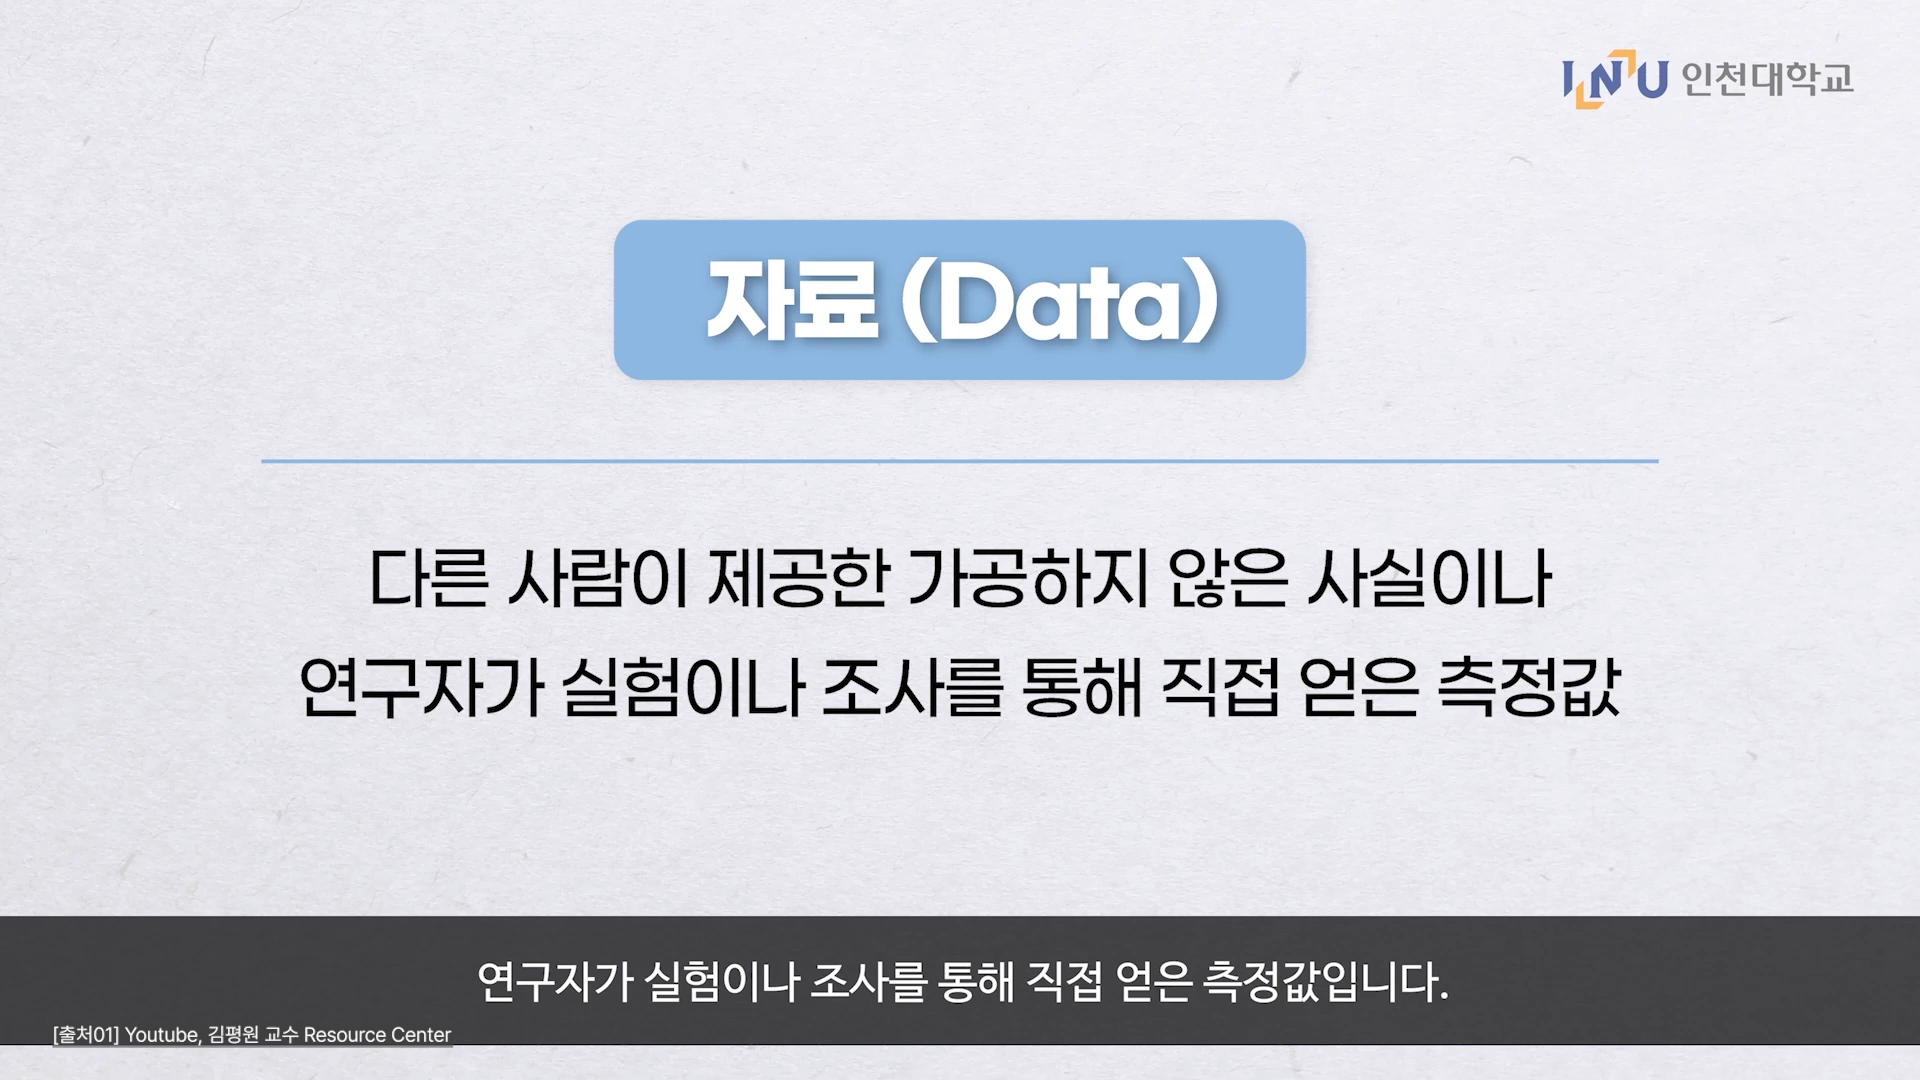 INU 인천대학교
자료 (Data)
다른 사람이 제공한 가공하지 않은 사실이나
연구자가 실험이나 조사를 통해 직접 얻은 측정값
연구자가 실험이나 조사를 통해 직접 얻은 측정값입니다.
[출처01] Youtube, 김평원 교수 Resource Center